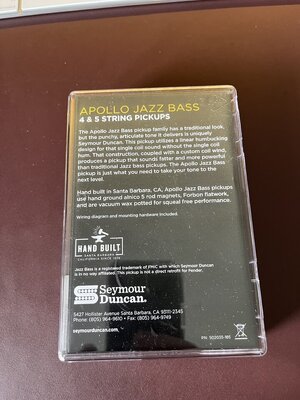 APOLLO JAZZ BASS
4 & 5 STRING PICKUPS
The Apollo Jazz Bass pickup family has a traditional look,
but the punchy, articulate tone it delivers is uniquely
Seymour Duncan. This pickup utilizes a linear humbucking
design for that single coil sound without the single coil
hum. That construction, coupled with a custom coil wind,
produces a pickup that sounds faster and more powerful
than traditional Jazz Bass pickups. The Apollo Jazz Bass
pickup is just what you need to take your tone to the
next level.
Hand built in Santa Barbara, CA, Apollo Jazz Bass pickups
use hand ground alnico 5 rod magnets, Forbon flatwork,
and are vacuum wax potted for squeal free performance.
Wiring diagram and mounting hardware included.
HAND BUILT
SANTA BARBARA
CALIFORNIA SINCE 1976
Jazz Bass is a registered trademark of FMIC with which Seymour Duncan
is in no way affiliated. This pickup is not a direct retrofit for Fender.
Seymour
Duncan.
5427 Hollister Avenue Santa Barbara, CA 93111-2345
Phone: (805) 964-9610 • Fax: (805) 964-9749
seymourduncan.com
PN: 502035-185